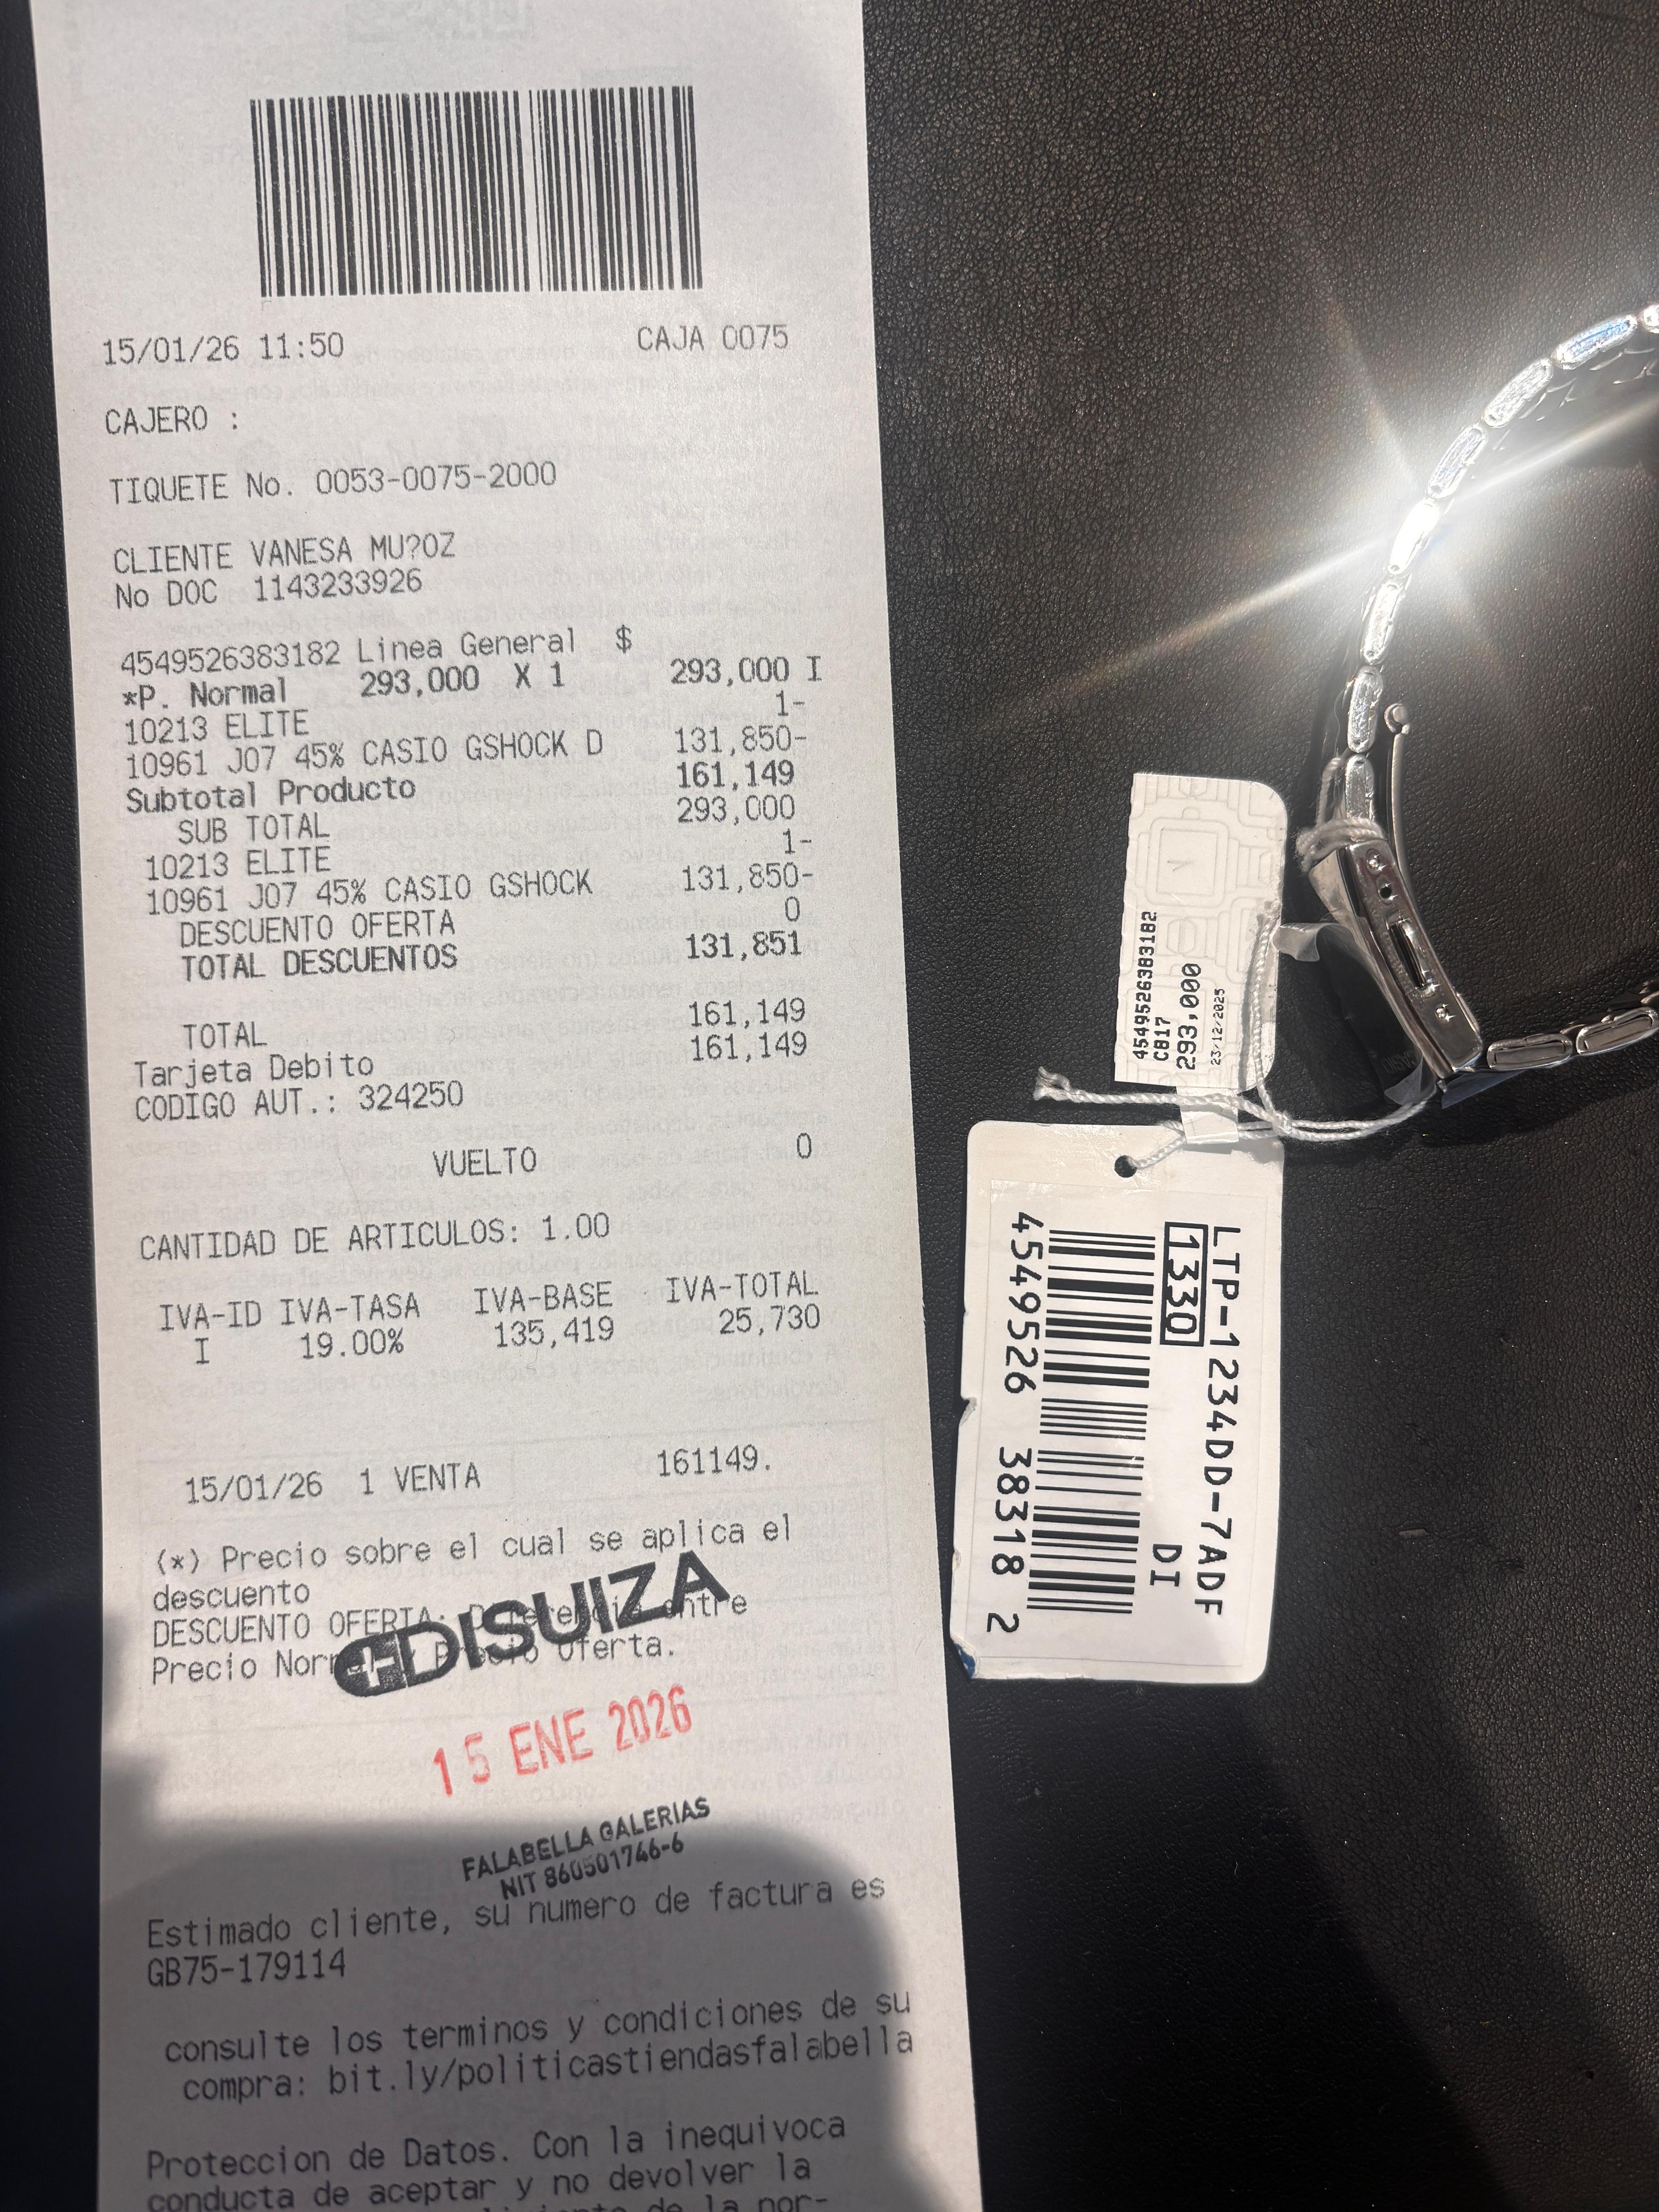 15/01/26 11:50 CAJA 0075
CAJERO :
TIQUETE No. 0053-0075-2000
CLIENTE VANESA MU?OZ
No DOC 1143233926
4549526383182 Linea General $
*P. Normal 293,000 X 1 293,000 I
10213 ELITE 1-
10961 J07 45% CASIO GSHOCK D 131,850-
Subtotal Producto 161,149
SUB TOTAL 293,000
10213 ELITE 1-
10961 J07 45% CASIO GSHOCK 131,850-
DESCUENTO OFERTA 0
TOTAL DESCUENTOS 131,851
TOTAL 161,149
Tarjeta Debito 161,149
CODIGO AUT.: 324250
VUELTO 0
CANTIDAD DE ARTICULOS: 1.00
IVA-ID IVA-TASA IVA-BASE IVA-TOTAL
I 19.00% 135,419 25,730
15/01/26 1 VENTA 161149.
(*) Precio sobre el cual se aplica el
descuento
DESCUENTO OFERTA: Diferencia entre
Precio Normal y Precio Oferta.
DISUIZA
15 ENE 2026
FALABELLA GALERIAS
NIT 860501746-6
Estimado cliente, su numero de factura es
GB75-179114
consulte los terminos y condiciones de su
compra: bit.ly/politicastiendasfalabella
Proteccion de Datos. Con la inequivoca
conducta de aceptar y no devolver la
de la nor-
4549526383182
CB17
293,000
23/12/2025
LTP-1234DD-7ADF
1330 DI
4549526 38318 2